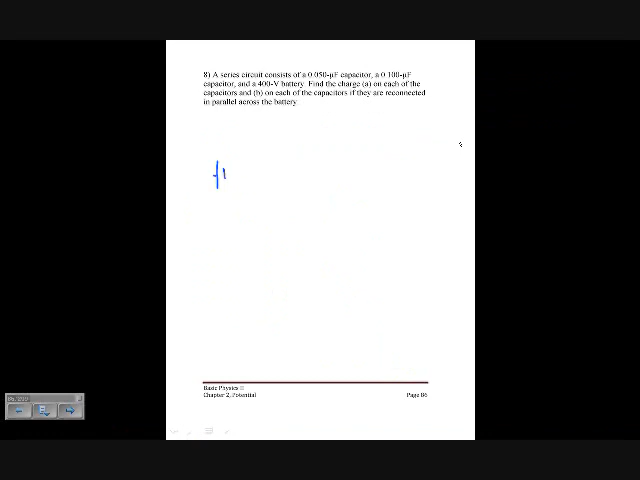 8) A series circuit consists of a 0 050-μF capacitor, a 0 100-μF
capacitor, and a 400-V battery Find the charge (a) on each of the
capacitors and (b) on each of the capacitors if they are reconnected
in parallel across the battery
Basic Physics II
Chapter 2, Potential
Page 86